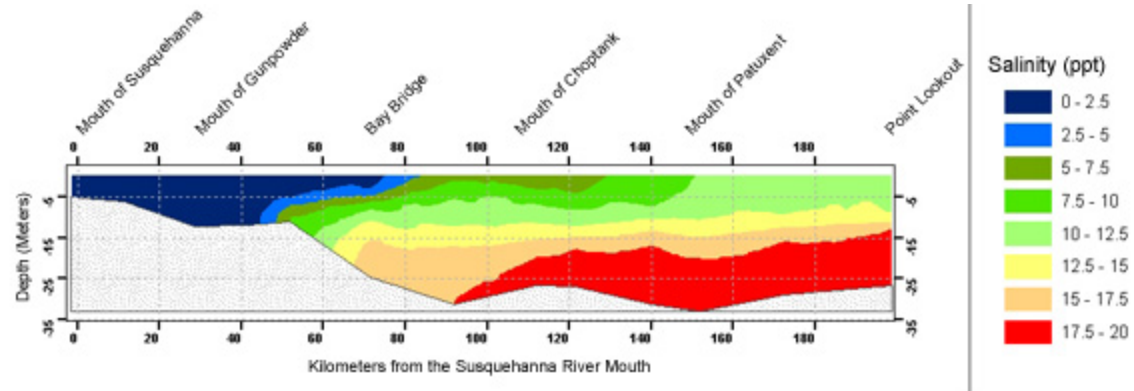 Mouth of Susquehanna
Mouth of Gunpowder
Bay Bridge
Mouth of Choptank
Mouth of Patuxent
Point Lookout
0 20 40 60 80 100 120 140 160 180
Depth (Meters)
-5 -5
-15 -15
-25 -25
-35 -35
0 20 40 60 80 100 120 140 160 180
Kilometers from the Susquehanna River Mouth
Salinity (ppt)
0 - 2.5
2.5 - 5
5 - 7.5
7.5 - 10
10 - 12.5
12.5 - 15
15 - 17.5
17.5 - 20